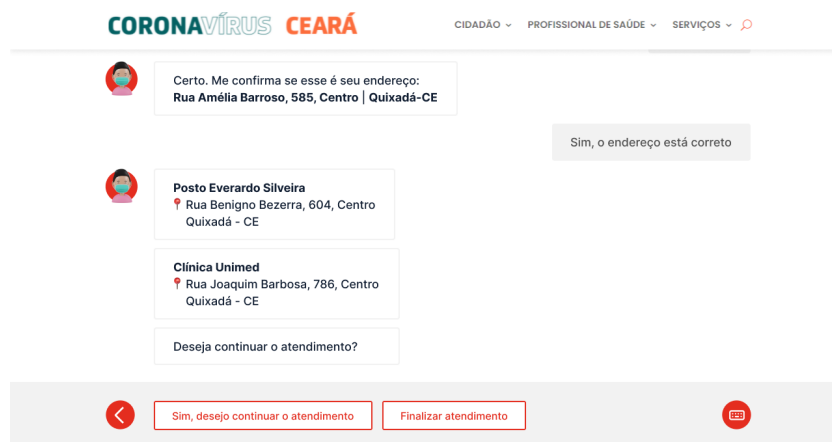 CORONAVÍRUS CEARÁ
CIDADÃO
PROFISSIONAL DE SAÚDE
SERVIÇOS
Certo. Me confirma se esse é seu endereço:
Rua Amélia Barroso, 585, Centro | Quixadá-CE
Sim, o endereço está correto
Posto Everardo Silveira
Rua Benigno Bezerra, 604, Centro
Quixadá - CE
Clínica Unimed
Rua Joaquim Barbosa, 786, Centro
Quixadá - CE
Deseja continuar o atendimento?
Sim, desejo continuar o atendimento
Finalizar atendimento